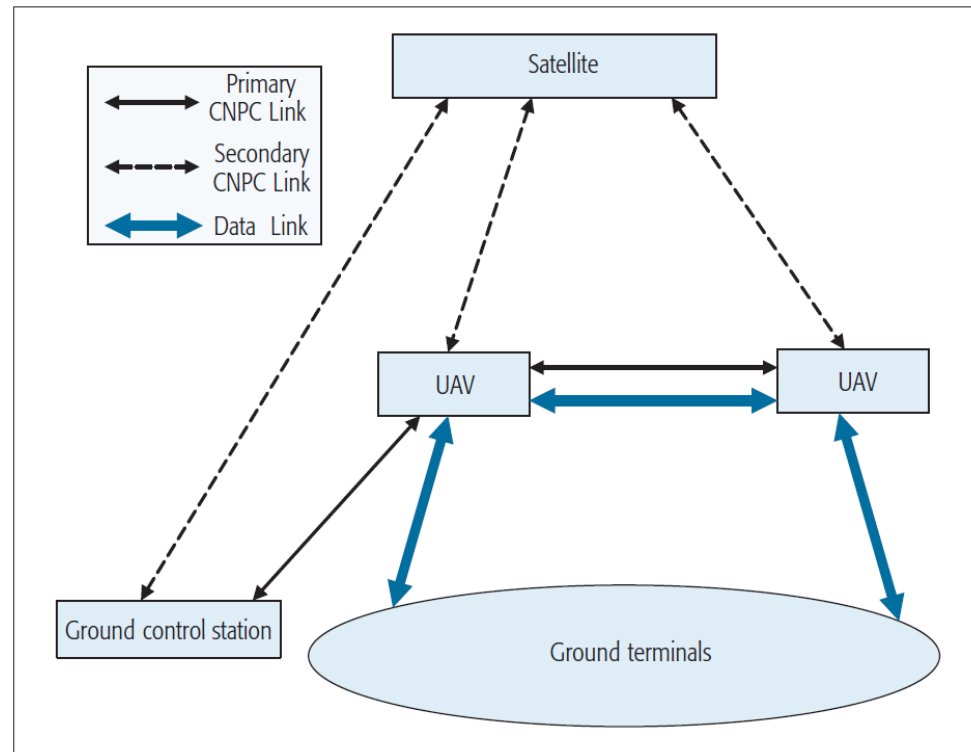 Satellite
Primary
CNPC Link
Secondary
CNPC Link
Data Link
UAV
UAV
Ground control station
Ground terminals